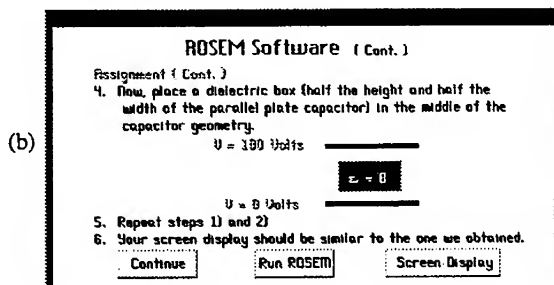 ROSEM Software ( Cont. )
Assignment ( Cont. )
4. Now, place a dielectric box (half the height and half the
width of the parallel plate capacitor) in the middle of the
capacitor geometry.
(b)
V = 100 Volts
= 8
V = 0 Volts
5. Repeat steps 1) and 2)
6. Your screen display should be similar to the one we obtained.
Continue Run ROSEM Screen Display